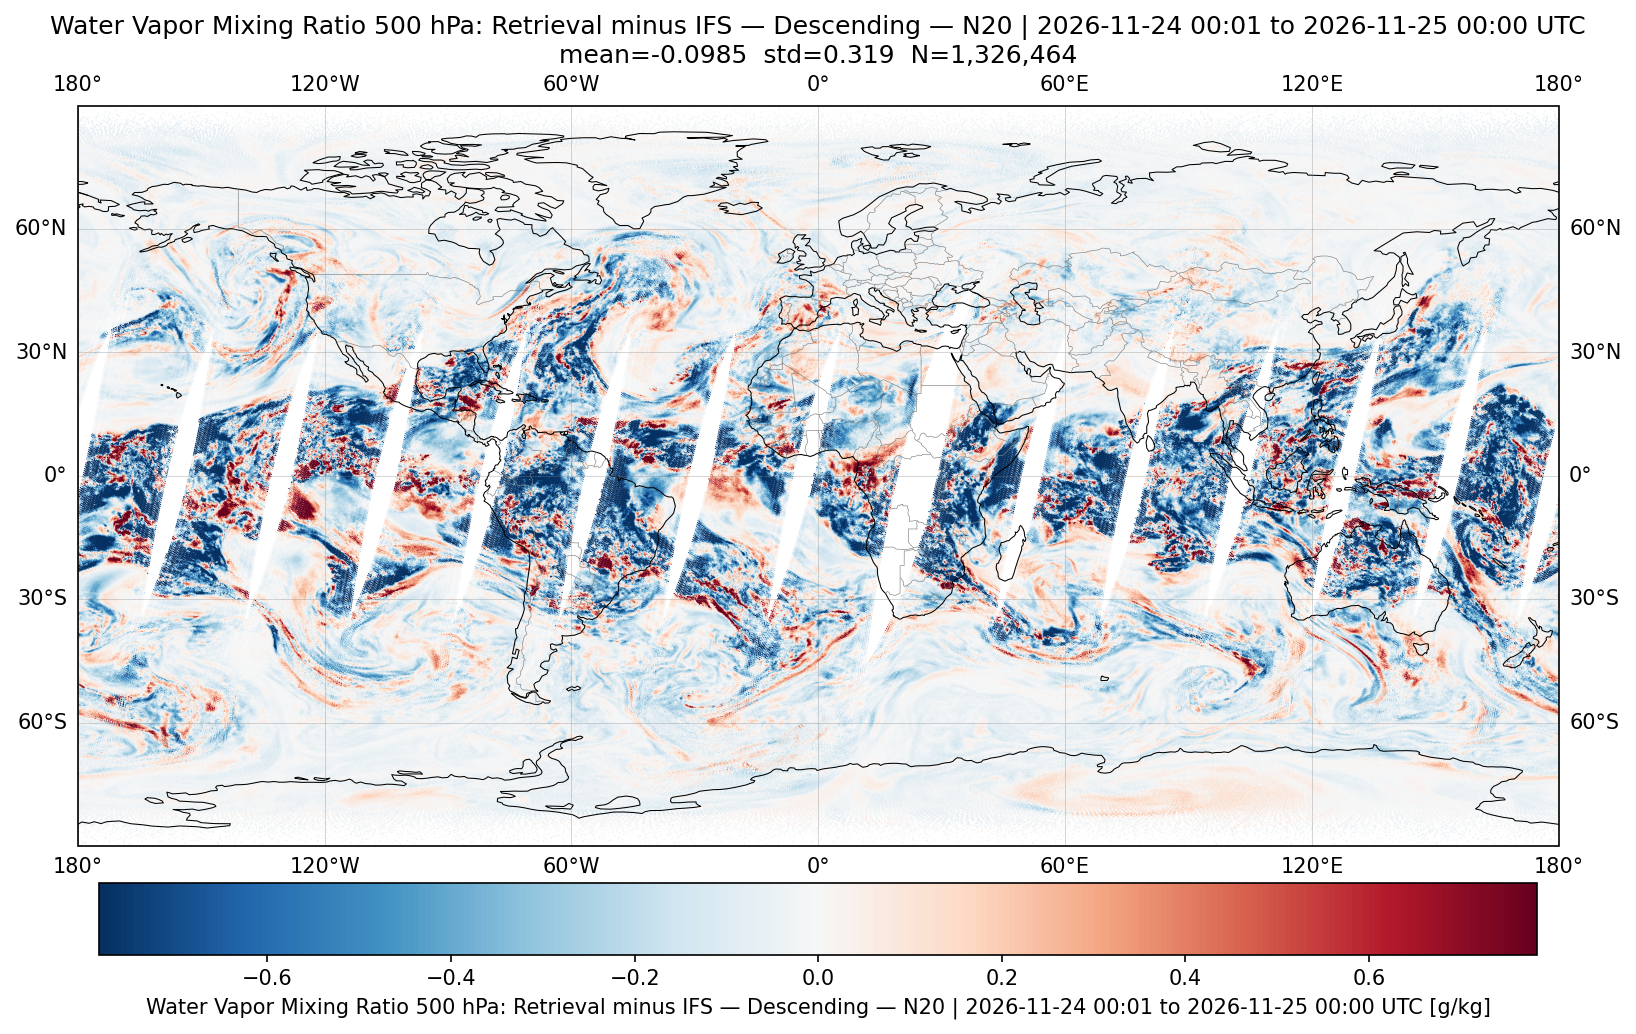 Water Vapor Mixing Ratio 500 hPa: Retrieval minus IFS — Descending — N20 | 2026-11-24 00:01 to 2026-11-25 00:00 UTC
mean=-0.0985 std=0.319 N=1,326,464
180° 120°W 60°W 0° 60°E 120°E 180°
60°N 60°N
30°N 30°N
0° 0°
30°S 30°S
60°S 60°S
180° 120°W 60°W 0° 60°E 120°E 180°
−0.6 −0.4 −0.2 0.0 0.2 0.4 0.6
Water Vapor Mixing Ratio 500 hPa: Retrieval minus IFS — Descending — N20 | 2026-11-24 00:01 to 2026-11-25 00:00 UTC [g/kg]